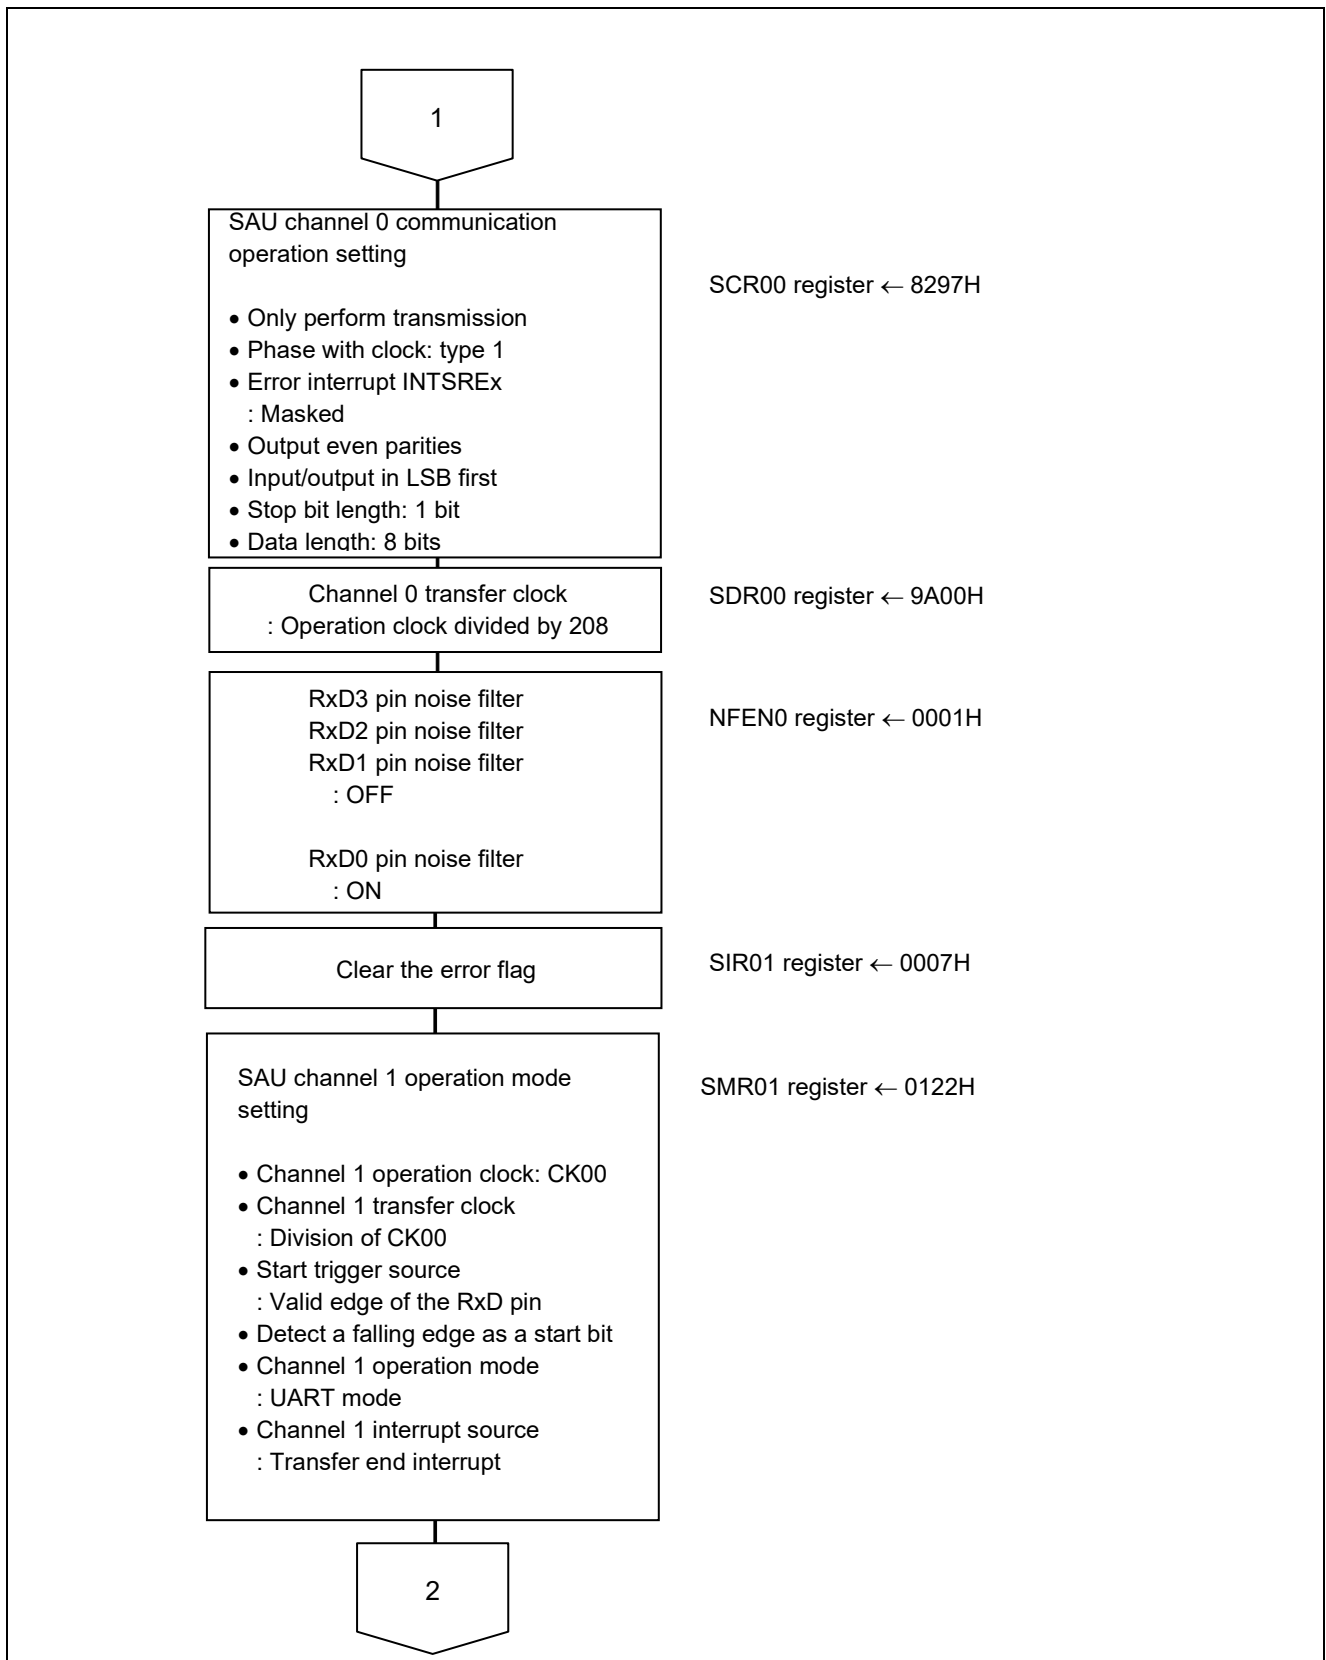 1
SAU channel 0 communication
operation setting
• Only perform transmission
• Phase with clock: type 1
• Error interrupt INTSREx
: Masked
• Output even parities
• Input/output in LSB first
• Stop bit length: 1 bit
• Data length: 8 bits
SCR00 register ← 8297H
Channel 0 transfer clock
: Operation clock divided by 208
SDR00 register ← 9A00H
RxD3 pin noise filter
RxD2 pin noise filter
RxD1 pin noise filter
: OFF
RxD0 pin noise filter
: ON
NFEN0 register ← 0001H
Clear the error flag
SIR01 register ← 0007H
SAU channel 1 operation mode
setting
• Channel 1 operation clock: CK00
• Channel 1 transfer clock
: Division of CK00
• Start trigger source
: Valid edge of the RxD pin
• Detect a falling edge as a start bit
• Channel 1 operation mode
: UART mode
• Channel 1 interrupt source
: Transfer end interrupt
SMR01 register ← 0122H
2